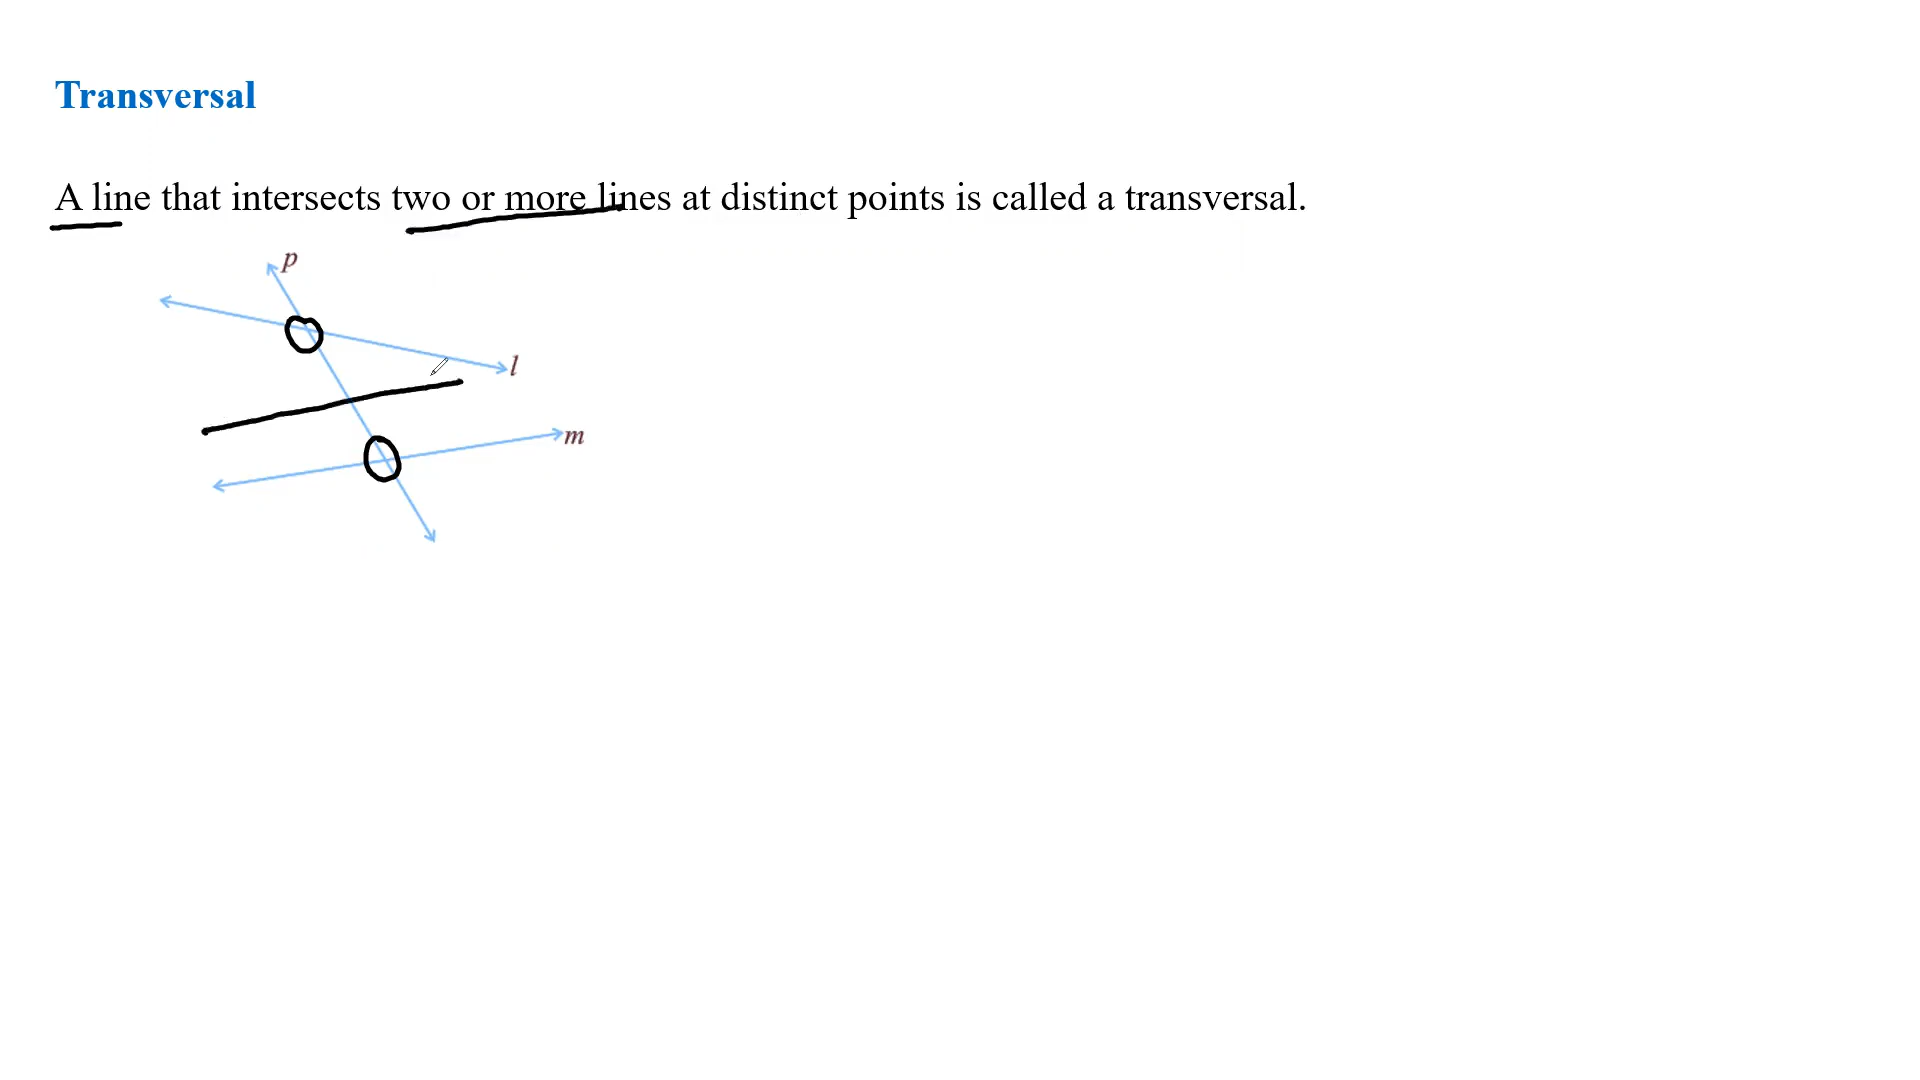 Transversal
A line that intersects two or more lines at distinct points is called a transversal.
p
l
m